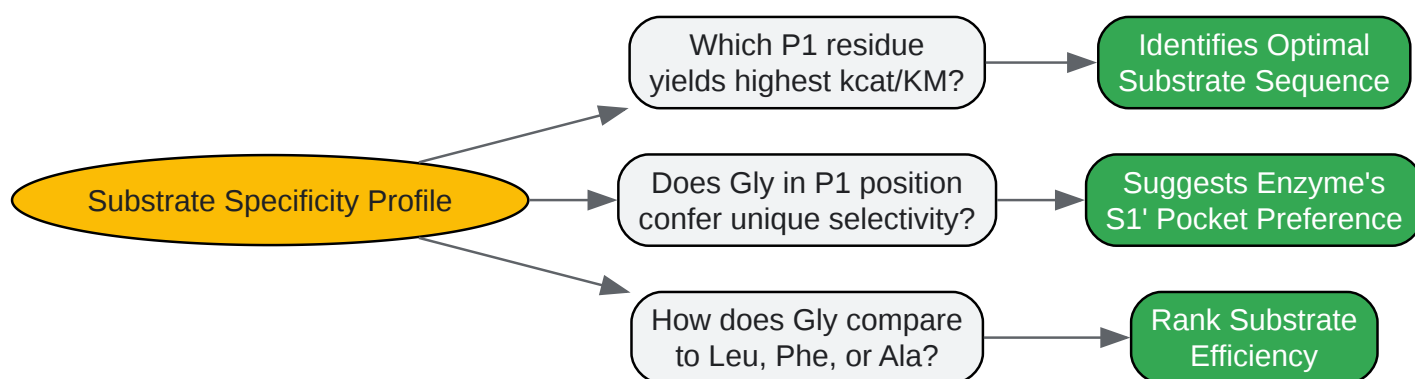 Which P1 residue
yields highest kcat/KM?
Identifies Optimal
Substrate Sequence
Substrate Specificity Profile
Does Gly in P1 position
confer unique selectivity?
Suggests Enzyme's
S1' Pocket Preference
How does Gly compare
to Leu, Phe, or Ala?
Rank Substrate
Efficiency